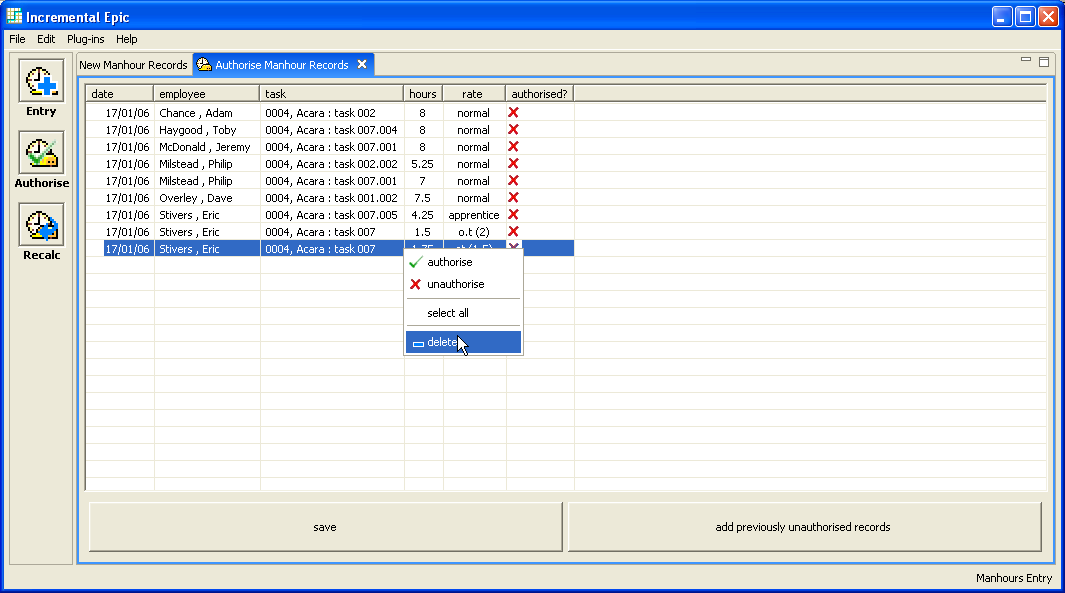 Incremental Epic
File Edit Plug-ins Help
New Manhour Records Authorise Manhour Records
Entry
Authorise
Recalc
date employee task hours rate authorised?
17/01/06 Chance , Adam 0004, Acara : task 002 8 normal
17/01/06 Haygood , Toby 0004, Acara : task 007.004 8 normal
17/01/06 McDonald , Jeremy 0004, Acara : task 007.001 8 normal
17/01/06 Milstead , Philip 0004, Acara : task 002.002 5.25 normal
17/01/06 Milstead , Philip 0004, Acara : task 007.001 7 normal
17/01/06 Overley , Dave 0004, Acara : task 001.002 7.5 normal
17/01/06 Stivers , Eric 0004, Acara : task 007.005 4.25 apprentice
17/01/06 Stivers , Eric 0004, Acara : task 007 1.5 o.t (2)
17/01/06 Stivers , Eric 0004, Acara : task 007
authorise
unauthorise
select all
delete
save add previously unauthorised records
Manhours Entry